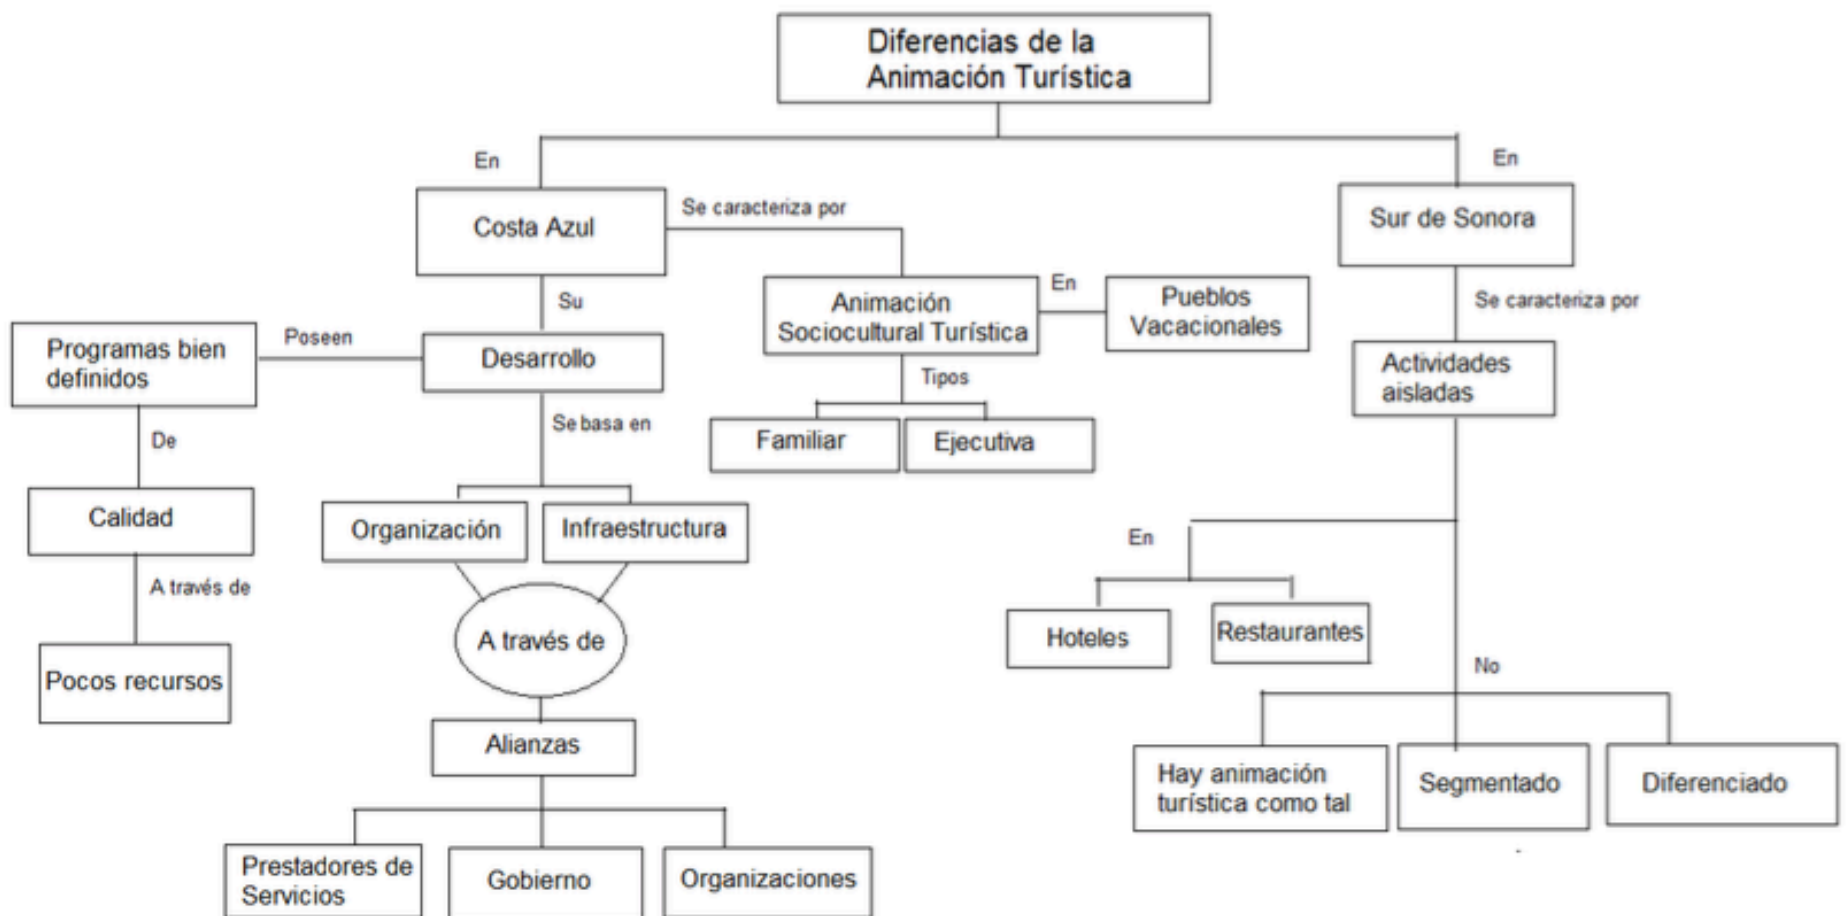 Diferencias de la
Animación Turística
En
En
Costa Azul
Se caracteriza por
Sur de Sonora
Su
Animación
Sociocultural Turística
En
Pueblos
Vacacionales
Se caracteriza por
Programas bien
definidos
Poseen
Desarrollo
Tipos
Actividades
aisladas
De
Se basa en
Familiar
Ejecutiva
Calidad
Organización
Infraestructura
En
A través de
A través de
Hoteles
Restaurantes
Pocos recursos
No
Alianzas
Hay animación
turística como tal
Segmentado
Diferenciado
Prestadores de
Servicios
Gobierno
Organizaciones